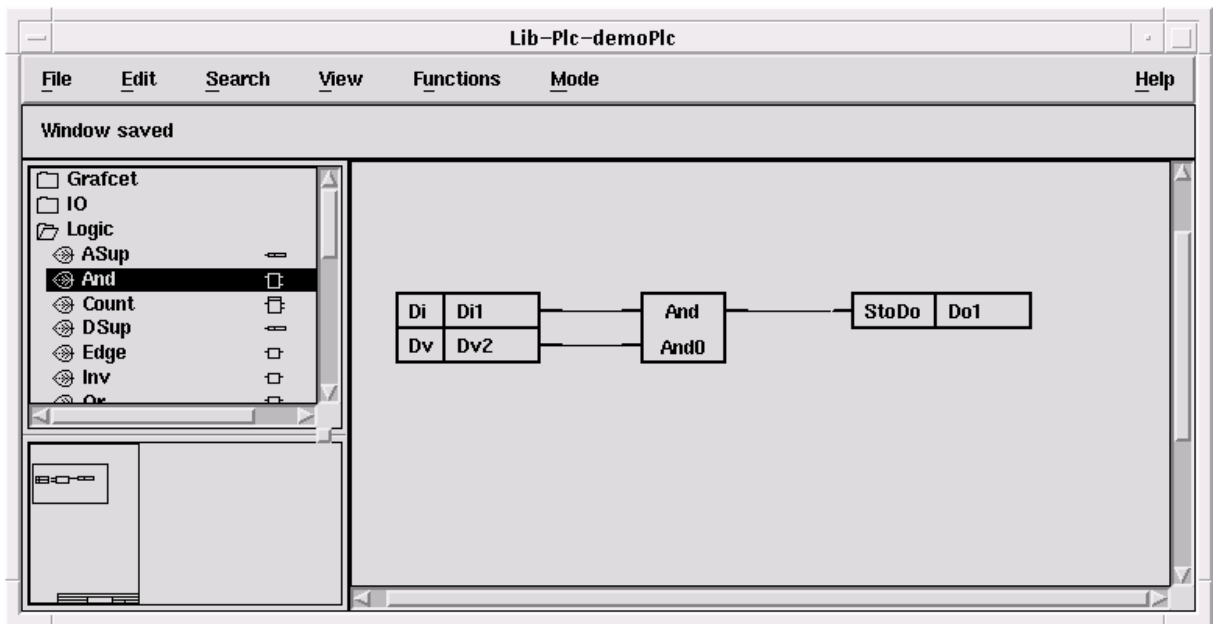 Lib-Plc-demoPlc
File Edit Search View Functions Mode Help
Window saved
Grafcet
IO
Logic
ASup
And
Count
DSup
Edge
Inv
Or
Di Di1 And StoDo Do1
Dv Dv2 And0